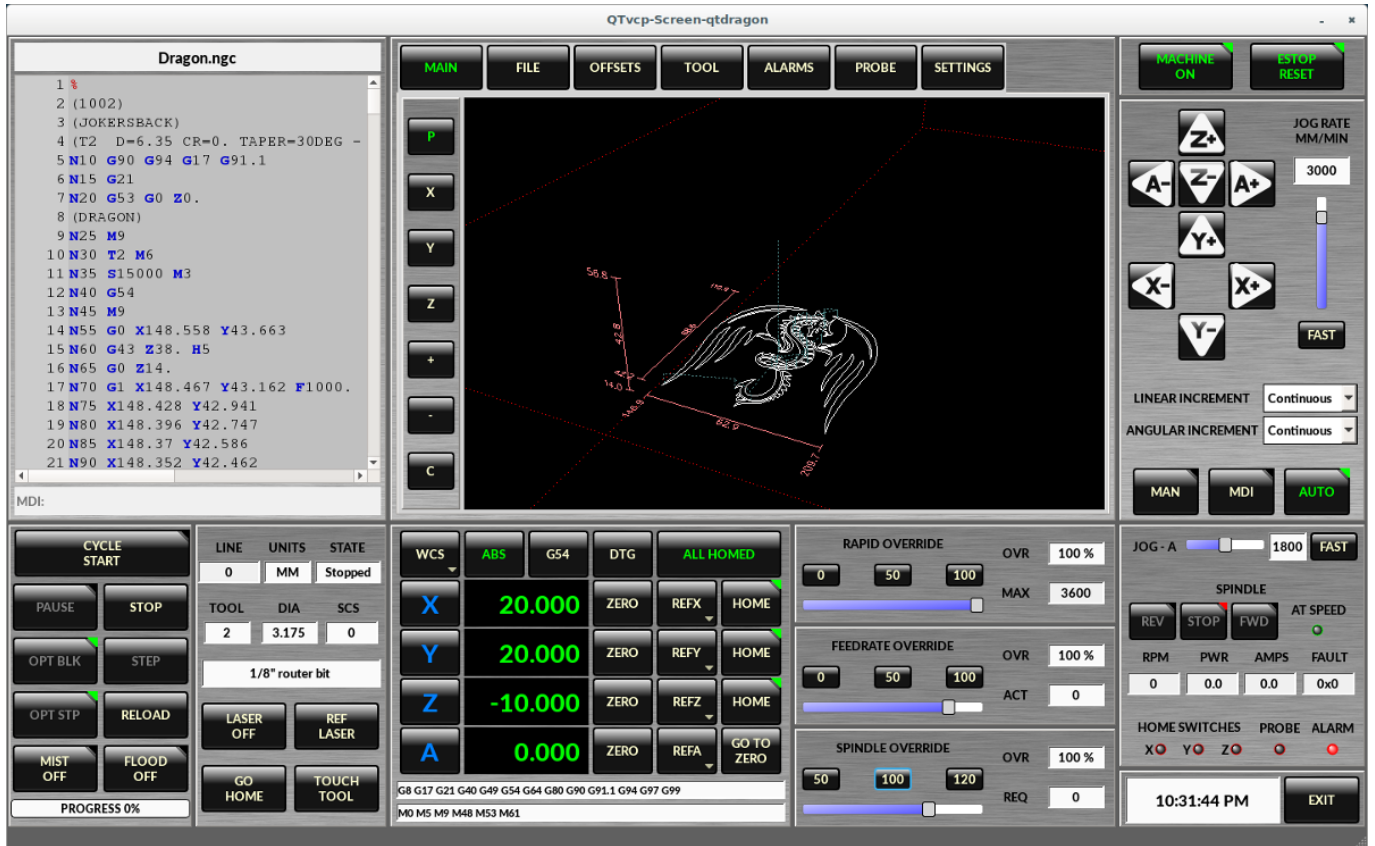 QTvcp-Screen-qtdragon
Dragon.ngc
1 %
2 (1002)
3 (JOKERSBACK)
4 (T2  D=6.35 CR=0. TAPER=30DEG -
5 N10 G90 G94 G17 G91.1
6 N15 G21
7 N20 G53 G0 Z0.
8 (DRAGON)
9 N25 M9
10 N30 T2 M6
11 N35 S15000 M3
12 N40 G54
13 N45 M9
14 N55 G0 X148.558 Y43.663
15 N60 G43 Z38. H5
16 N65 G0 Z14.
17 N70 G1 X148.467 Y43.162 F1000.
18 N75 X148.428 Y42.941
19 N80 X148.396 Y42.747
20 N85 X148.37 Y42.586
21 N90 X148.352 Y42.462
MDI:
MAIN FILE OFFSETS TOOL ALARMS PROBE SETTINGS
P
X
Y
Z
+
-
C
56.8
42.8
14.0
146.9
62.9
209.7
MACHINE ON
ESTOP RESET
Z+
A- Z- A+
Y+
X- X+
Y-
JOG RATE
MM/MIN
3000
FAST
LINEAR INCREMENT Continuous
ANGULAR INCREMENT Continuous
MAN MDI AUTO
CYCLE
START
PAUSE STOP
OPT BLK STEP
OPT STP RELOAD
MIST OFF
FLOOD OFF
PROGRESS 0%
LINE UNITS STATE
0 MM Stopped
TOOL DIA SCS
2 3.175 0
1/8" router bit
LASER OFF
REF LASER
GO HOME
TOUCH TOOL
WCS ABS G54 DTG ALL HOMED
X 20.000 ZERO REFX HOME
Y 20.000 ZERO REFY HOME
Z -10.000 ZERO REFZ HOME
A 0.000 ZERO REFA GO TO ZERO
G8 G17 G21 G40 G49 G54 G64 G80 G90 G91.1 G94 G97 G99
M0 M5 M9 M48 M53 M61
RAPID OVERRIDE
0 50 100
OVR 100 %
MAX 3600
FEEDRATE OVERRIDE
0 50 100
OVR 100 %
ACT 0
SPINDLE OVERRIDE
50 100 120
OVR 100 %
REQ 0
JOG - A 1800 FAST
SPINDLE
REV STOP FWD AT SPEED
RPM PWR AMPS FAULT
0 0.0 0.0 0x0
HOME SWITCHES PROBE ALARM
X Y Z
10:31:44 PM EXIT